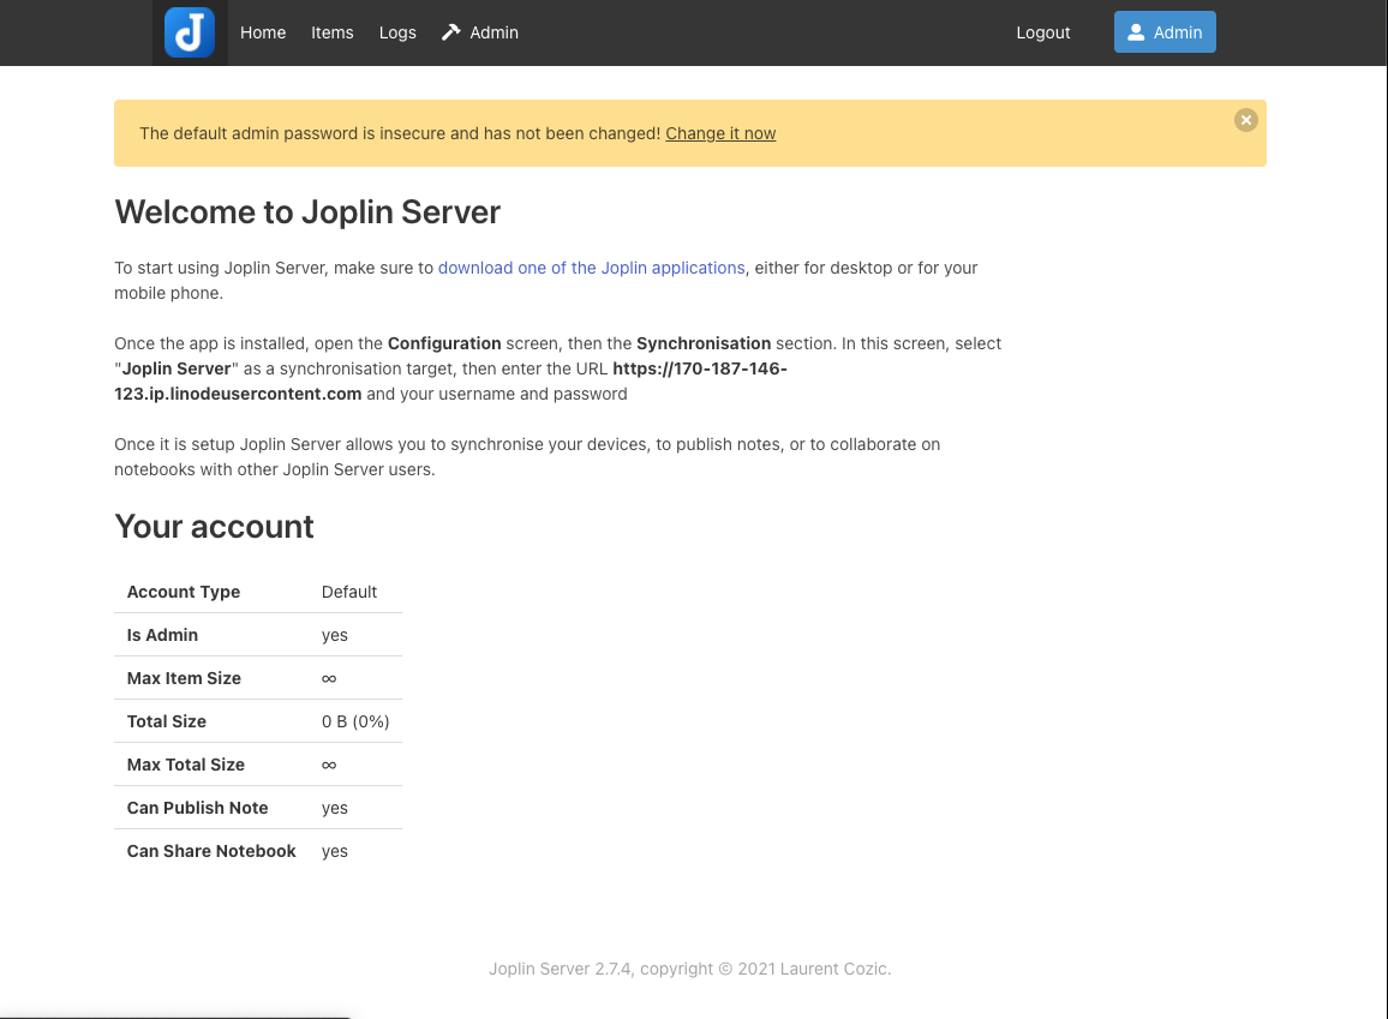 Home Items Logs Admin Logout Admin
The default admin password is insecure and has not been changed! Change it now
Welcome to Joplin Server
To start using Joplin Server, make sure to download one of the Joplin applications, either for desktop or for your
mobile phone.
Once the app is installed, open the Configuration screen, then the Synchronisation section. In this screen, select
"Joplin Server" as a synchronisation target, then enter the URL https://170-187-146-
123.ip.linodeusercontent.com and your username and password
Once it is setup Joplin Server allows you to synchronise your devices, to publish notes, or to collaborate on
notebooks with other Joplin Server users.
Your account
Account Type Default
Is Admin yes
Max Item Size ∞
Total Size 0 B (0%)
Max Total Size ∞
Can Publish Note yes
Can Share Notebook yes
Joplin Server 2.7.4, copyright © 2021 Laurent Cozic.